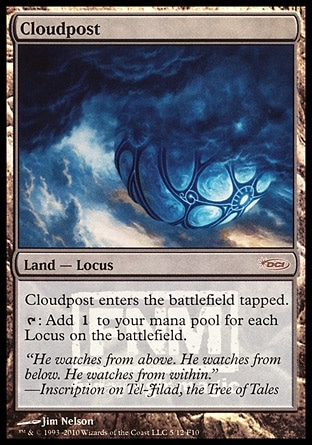 Cloudpost
Land — Locus
DCI
Cloudpost enters the battlefield tapped.
: Add 1 to your mana pool for each
Locus on the battlefield.
FNM
“He watches from above. He watches from
below. He watches from within.”
—Inscription on Tel-Jilad, the Tree of Tales
Jim Nelson
™ & © 1993-2010 Wizards of the Coast LLC 5/12 F10